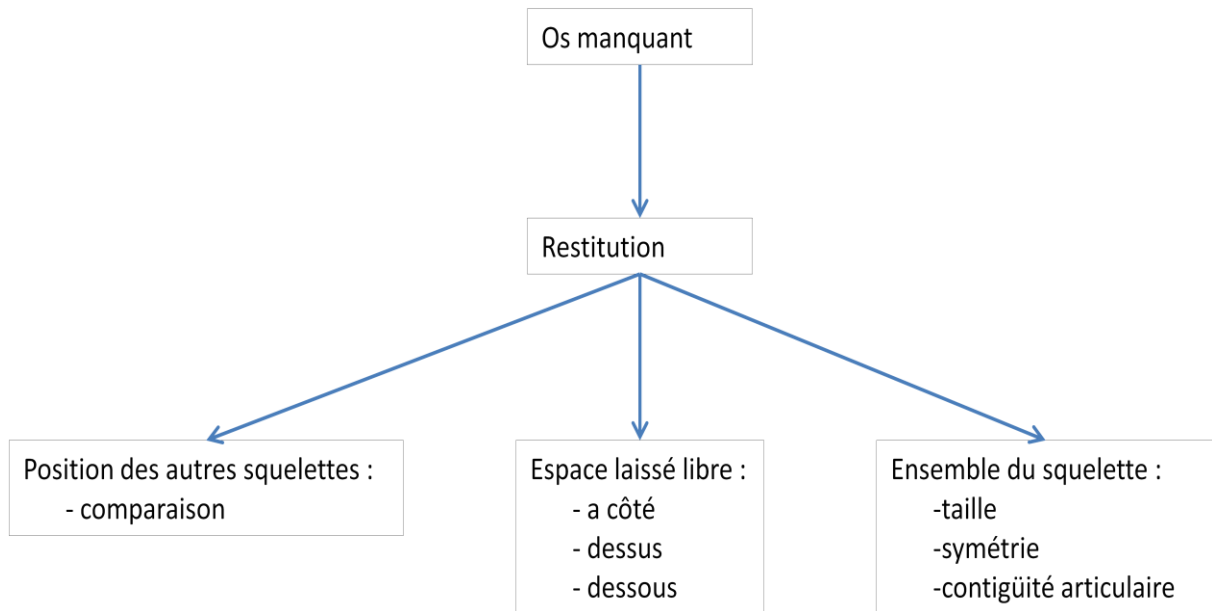 Os manquant
Restitution
Position des autres squelettes :
- comparaison
Espace laissé libre :
- a côté
- dessus
- dessous
Ensemble du squelette :
-taille
-symétrie
-contigüité articulaire